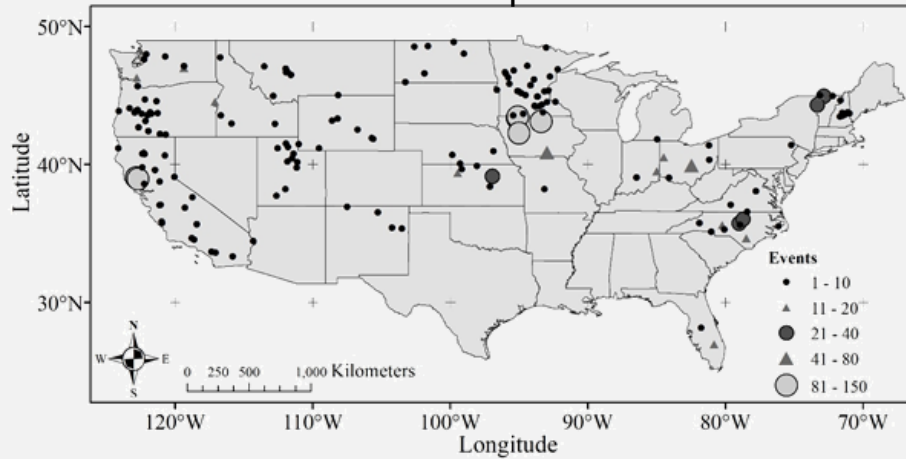 50°N
40°N
30°N
Latitude
Events
1 - 10
11 - 20
21 - 40
41 - 80
81 - 150
N
W E
S
0 250 500 1,000 Kilometers
120°W 110°W 100°W 90°W 80°W 70°W
Longitude